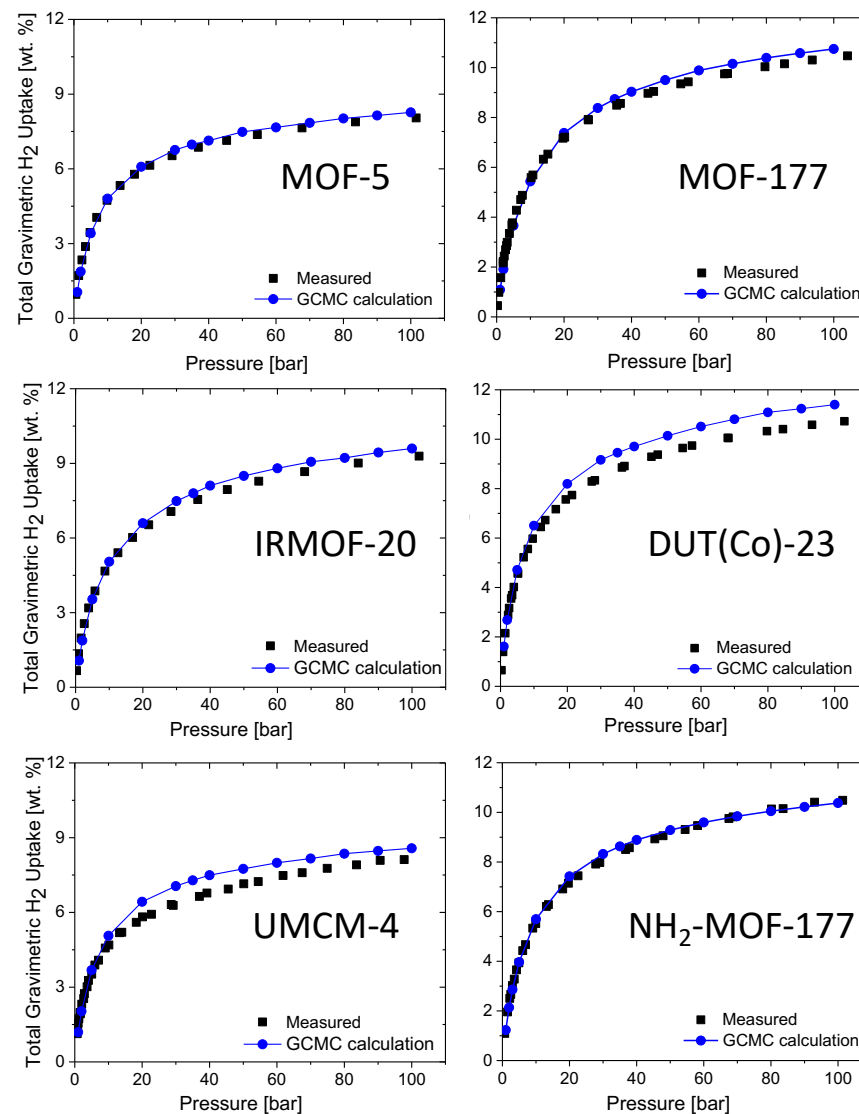 Total Gravimetric H2 Uptake [wt. %]
12
9
6
3
0
MOF-5
Measured
GCMC calculation
0 20 40 60 80 100
Pressure [bar]
12
10
8
6
4
2
0
MOF-177
Measured
GCMC calculation
0 20 40 60 80 100
Pressure [bar]
Total Gravimetric H2 Uptake [wt. %]
12
9
6
3
0
IRMOF-20
Measured
GCMC calculation
0 20 40 60 80 100
Pressure [bar]
12
10
8
6
4
2
0
DUT(Co)-23
Measured
GCMC calculation
0 20 40 60 80 100
Pressure [bar]
Total Gravimetric H2 Uptake [wt. %]
12
9
6
3
0
UMCM-4
Measured
GCMC calculation
0 20 40 60 80 100
Pressure [bar]
12
10
8
6
4
2
0
NH2-MOF-177
Measured
GCMC calculation
0 20 40 60 80 100
Pressure [bar]